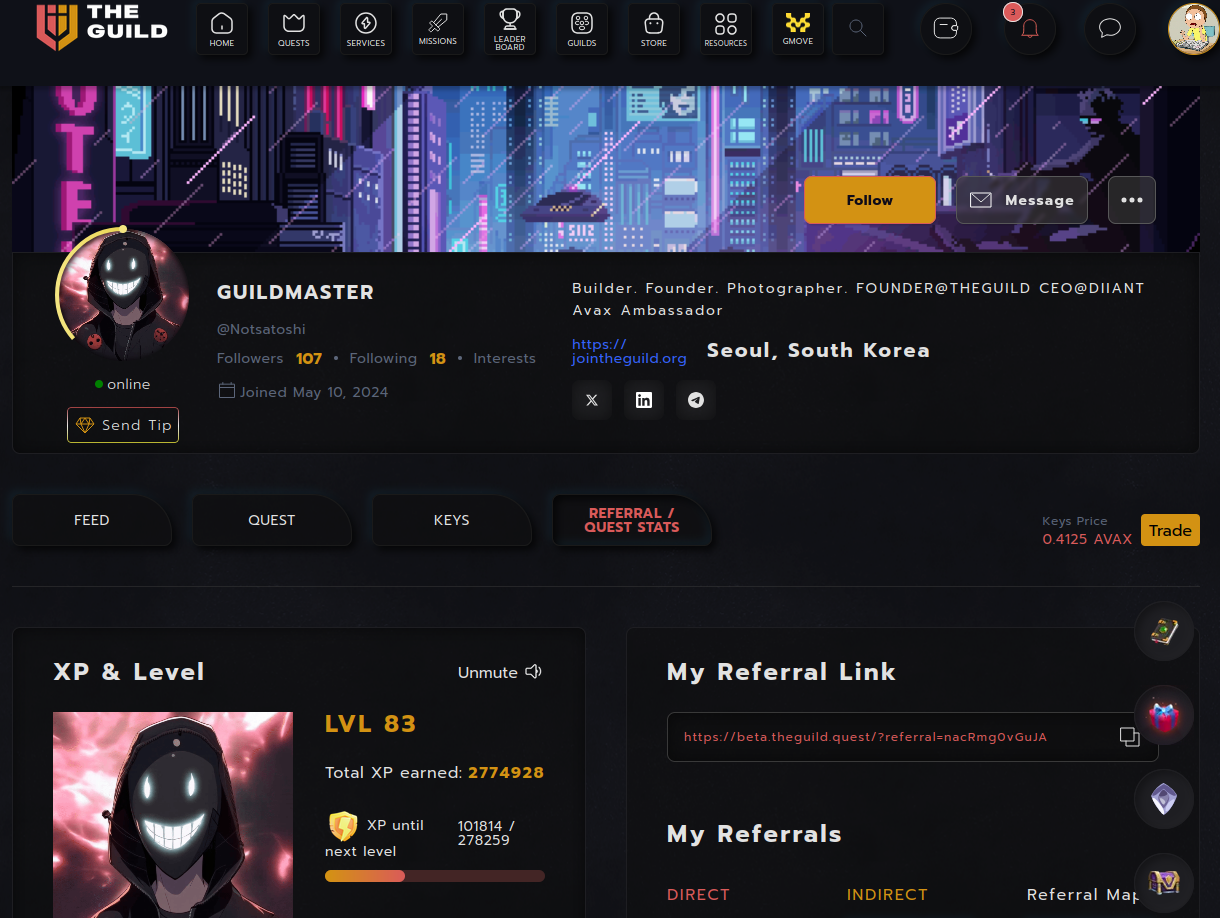 THE
GUILD
HOME
QUESTS
SERVICES
MISSIONS
LEADER
BOARD
GUILDS
STORE
RESOURCES
GMOVE
3
Follow
Message
GUILDMASTER
@Notsatoshi
Followers 107 • Following 18 • Interests
Joined May 10, 2024
online
Send Tip
Builder. Founder. Photographer. FOUNDER@THEGUILD CEO@DIIANT
Avax Ambassador
https://
jointheguild.org
Seoul, South Korea
FEED
QUEST
KEYS
REFERRAL /
QUEST STATS
Keys Price
0.4125 AVAX
Trade
XP & Level
Unmute
LVL 83
Total XP earned: 2774928
XP until
next level
101814 /
278259
My Referral Link
https://beta.theguild.quest/?referral=nacRmg0vGuJA
My Referrals
DIRECT
INDIRECT
Referral Map